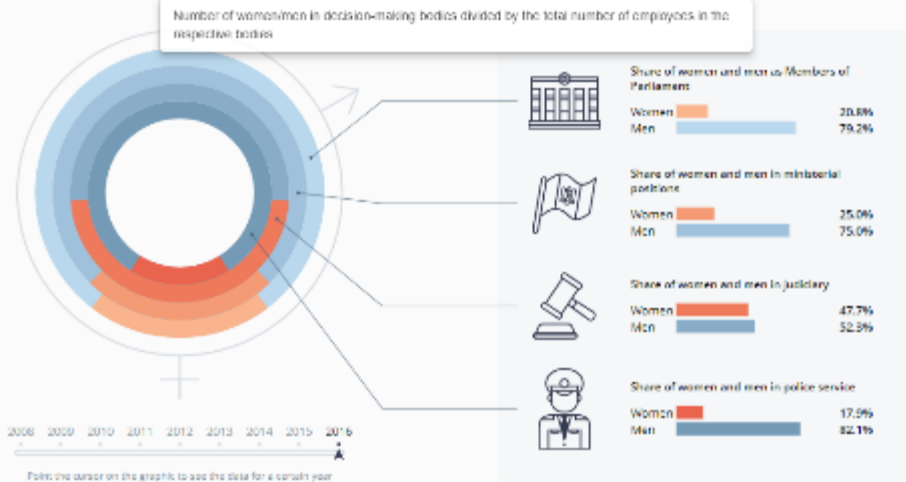 Number of women/men in decision-making bodies divided by the total number of employees in the
respective bodies
Share of women and men as Members of
Parliament
Women 20.8%
Men 79.2%
Share of women and men in ministerial
positions
Women 25.0%
Men 75.0%
Share of women and men in judiciary
Women 47.7%
Men 52.3%
Share of women and men in police service
Women 17.9%
Men 82.1%
2008 2009 2010 2011 2012 2013 2014 2015 2016
Point the cursor on the graphic to see the data for a certain year